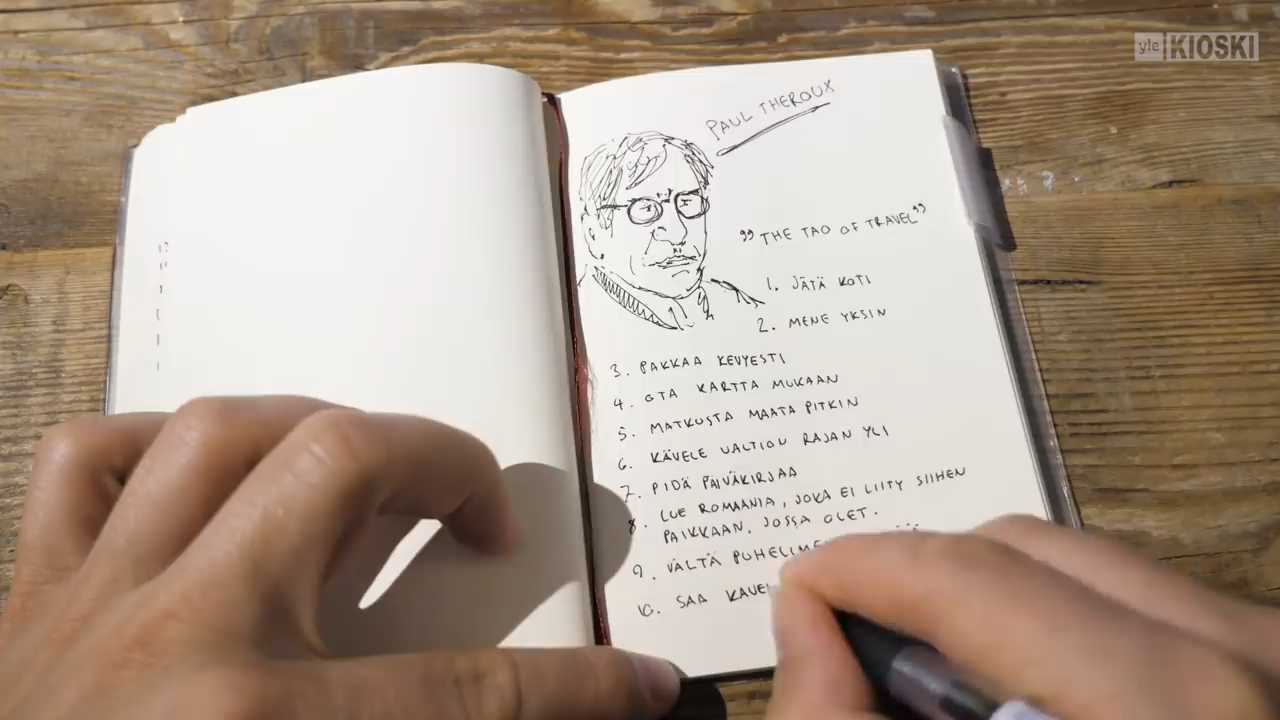 yle KIOSKI
PAUL THEROUX
"THE TAO OF TRAVEL"
1. JÄTÄ KOTI
2. MENE YKSIN
3. PAKKAA KEVYESTI
4. OTA KARTTA MUKAAN
5. MATKUSTA MAATA PITKIN
6. KÄVELE VALTION RAJAN YLI
7. PIDÄ PÄIVÄKIRJAA
8. LUE ROMAANIA, JOKA EI LIITY SIIHEN
PAIKKAAN, JOSSA OLET.
9. VÄLTÄ
10. SAA